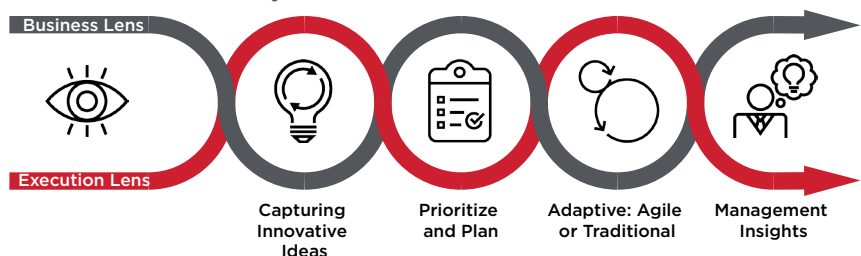 Business Lens
Execution Lens
Capturing
Innovative
Ideas
Prioritize
and Plan
Adaptive: Agile
or Traditional
Management
Insights